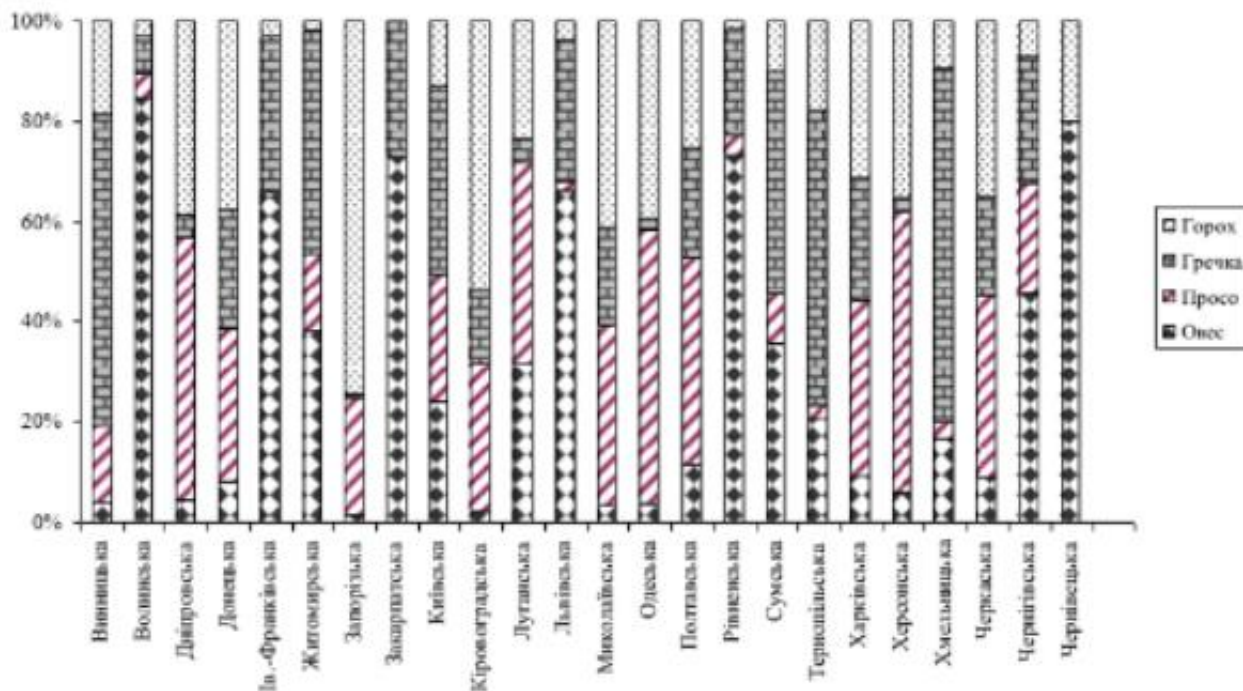 100%
80%
60%
40%
20%
0%
Горох
Гречка
Просо
Овес
Вінницька
Волинська
Дніпровська
Донецька
Ів.-Франківська
Житомирська
Запорізька
Закарпатська
Київська
Кіровоградська
Луганська
Львівська
Миколаївська
Одеська
Полтавська
Рівненська
Сумська
Тернопільська
Харківська
Херсонська
Хмельницька
Черкаська
Чернігівська
Чернівецька